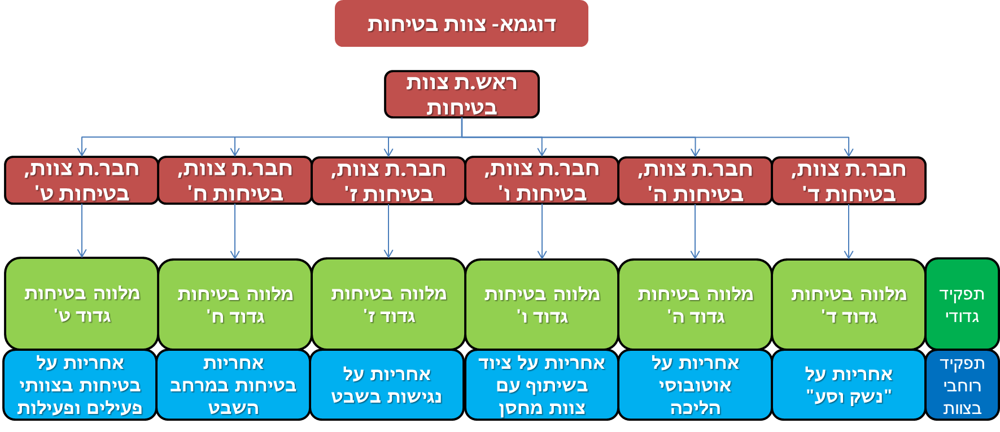 דוגמא- צוות בטיחות
ראש.ת צוות
בטיחות
חבר.ת צוות,
בטיחות ד'
חבר.ת צוות,
בטיחות ה'
חבר.ת צוות,
בטיחות ו'
חבר.ת צוות,
בטיחות ז'
חבר.ת צוות,
בטיחות ח'
חבר.ת צוות,
בטיחות ט'
תפקיד
גדודי
מלווה בטיחות
גדוד ד'
מלווה בטיחות
גדוד ה'
מלווה בטיחות
גדוד ו'
מלווה בטיחות
גדוד ז'
מלווה בטיחות
גדוד ח'
מלווה בטיחות
גדוד ט'
תפקיד
רוחבי
בצוות
אחריות על
"נשק וסע"
אחריות על
אוטובוסי
הליכה
אחריות על ציוד
בשיתוף עם
צוות מחסן
אחריות על
נגישות בשבט
אחריות
בטיחות במרחב
השבט
אחריות על
בטיחות בצוותי
פעילים ופעילות